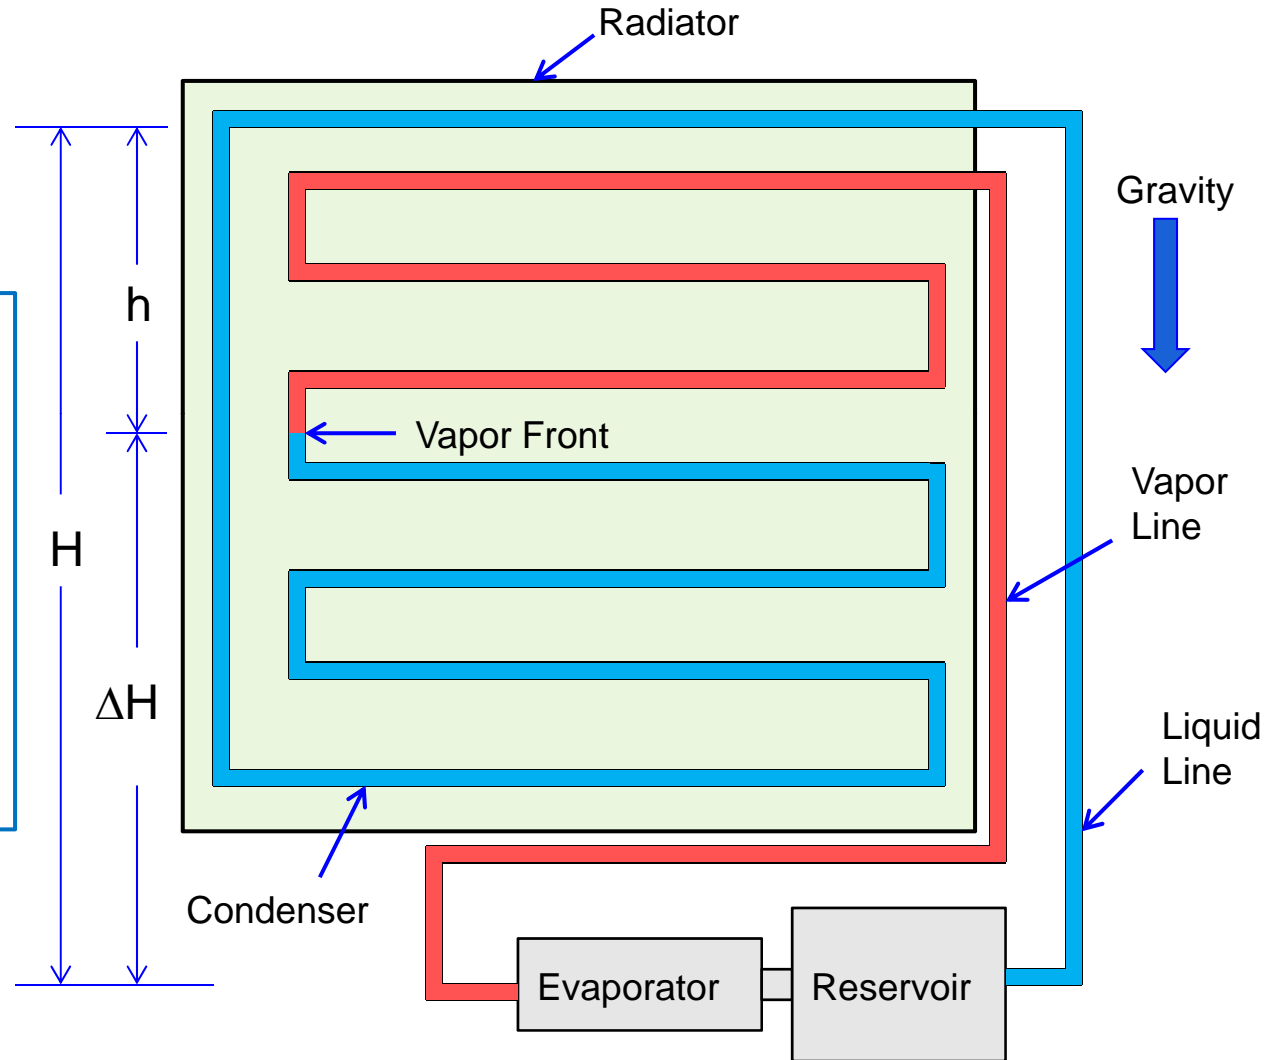 Radiator
Gravity
h
Vapor Front
Vapor
Line
H
ΔH
Liquid
Line
Condenser
Evaporator
Reservoir